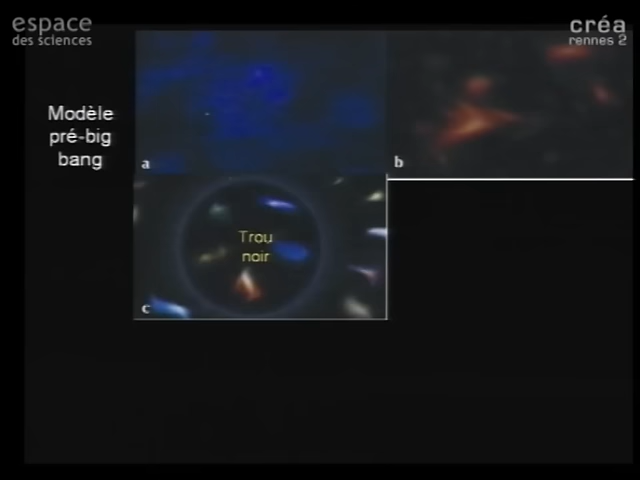 espace
des sciences
créa
rennes 2
Modèle
pré-big
bang
a
b
Trou
noir
c